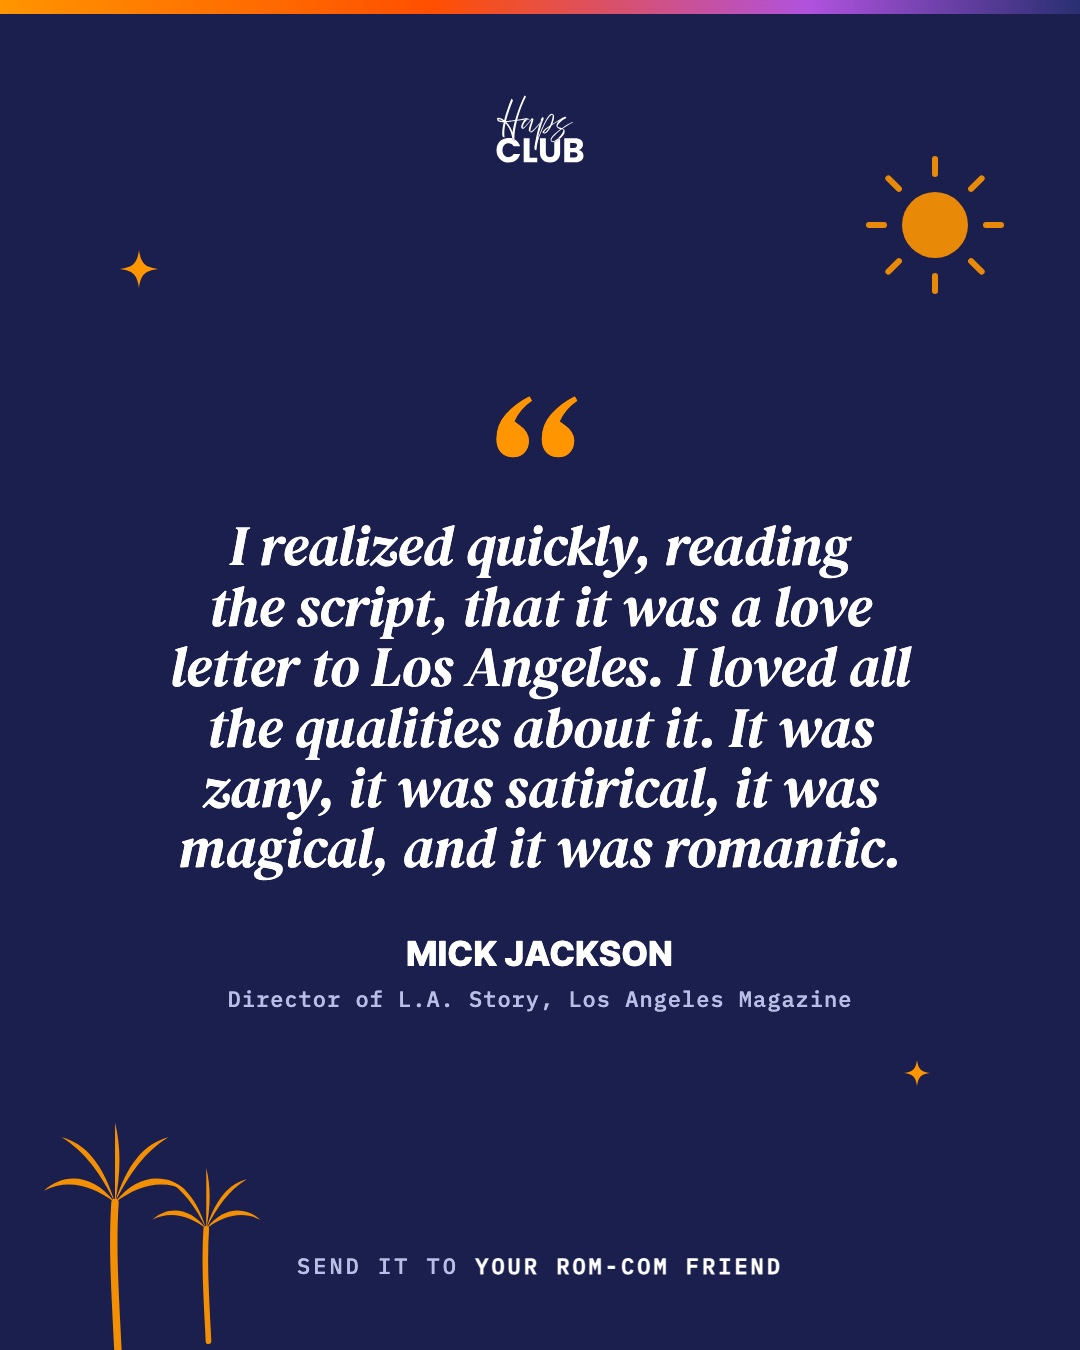 Haps
CLUB
“
I realized quickly, reading
the script, that it was a love
letter to Los Angeles. I loved all
the qualities about it. It was
zany, it was satirical, it was
magical, and it was romantic.
MICK JACKSON
Director of L.A. Story, Los Angeles Magazine
SEND IT TO YOUR ROM-COM FRIEND